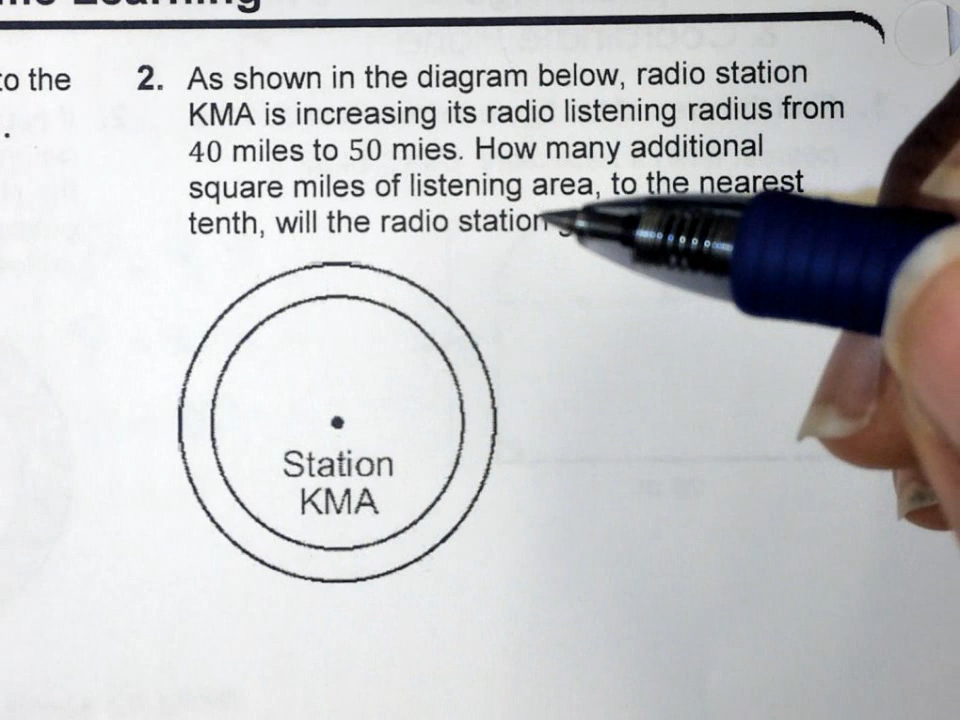 to the
2. As shown in the diagram below, radio station
KMA is increasing its radio listening radius from
40 miles to 50 mies. How many additional
square miles of listening area, to the nearest
tenth, will the radio station
Station
KMA